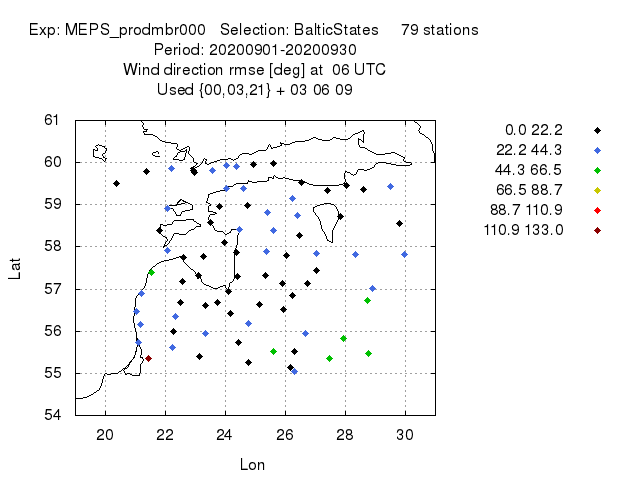 Exp: MEPS_prodmbr000 Selection: BalticStates 79 stations
Period: 20200901-20200930
Wind direction rmse [deg] at 06 UTC
Used {00,03,21} + 03 06 09
0.0 22.2
22.2 44.3
44.3 66.5
66.5 88.7
88.7 110.9
110.9 133.0
61
60
59
58
57
56
55
54
Lat
20 22 24 26 28 30
Lon